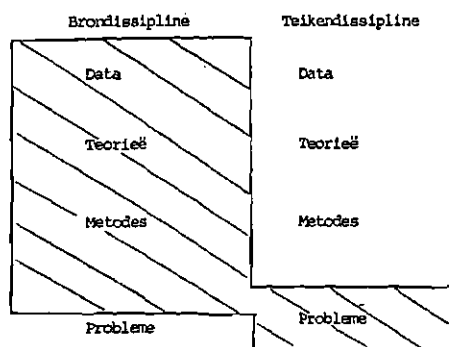 Brondissipline Teikendissipline
Data Data
Teorieë Teorieë
Metodes Metodes
Probleme Probleme